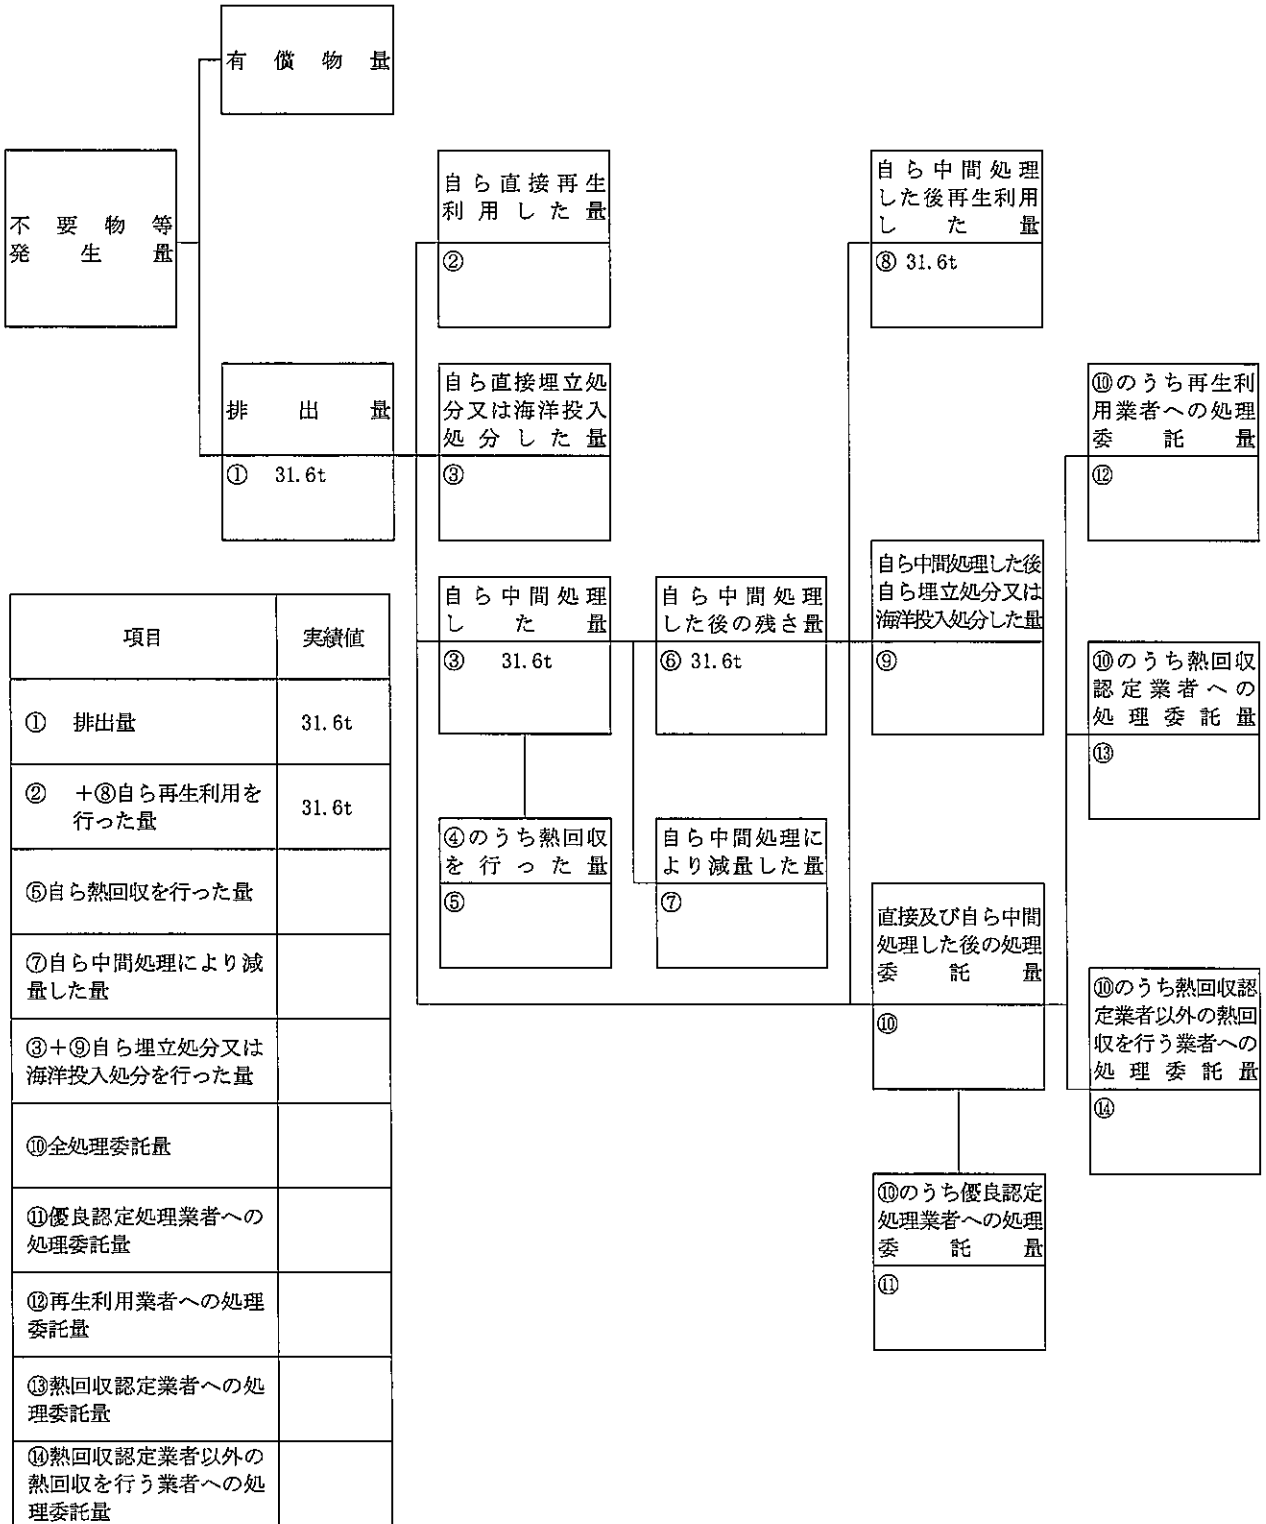 有償物量
不要物等
発生量
自ら直接再生
利用した量
②
自ら中間処理
した後再生利用
した量
⑧ 31.6t
排出量
① 31.6t
自ら直接埋立処
分又は海洋投入
処分した量
③
⑩のうち再生利
用業者への処理
委託量
⑫
自ら中間処理
した量
③ 31.6t
自ら中間処理
した後の残さ量
⑥ 31.6t
自ら中間処理した後
自ら埋立処分又は
海洋投入処分した量
⑨
⑩のうち熱回収
認定業者への
処理委託量
⑬
④のうち熱回収
を行った量
⑤
自ら中間処理に
より減量した量
⑦
直接及び自ら中間
処理した後の処理
委託量
⑩
⑩のうち熱回収認
定業者以外の熱回
収を行う業者への
処理委託量
⑭
⑩のうち優良認定
処理業者への処理
委託量
⑪
項目 実績値
① 排出量 31.6t
② +⑧自ら再生利用を
行った量 31.6t
⑤自ら熱回収を行った量
⑦自ら中間処理により減
量した量
③+⑨自ら埋立処分又は
海洋投入処分を行った量
⑩全処理委託量
⑪優良認定処理業者への
処理委託量
⑫再生利用業者への処理
委託量
⑬熱回収認定業者への処
理委託量
⑭熱回収認定業者以外の
熱回収を行う業者への処
理委託量